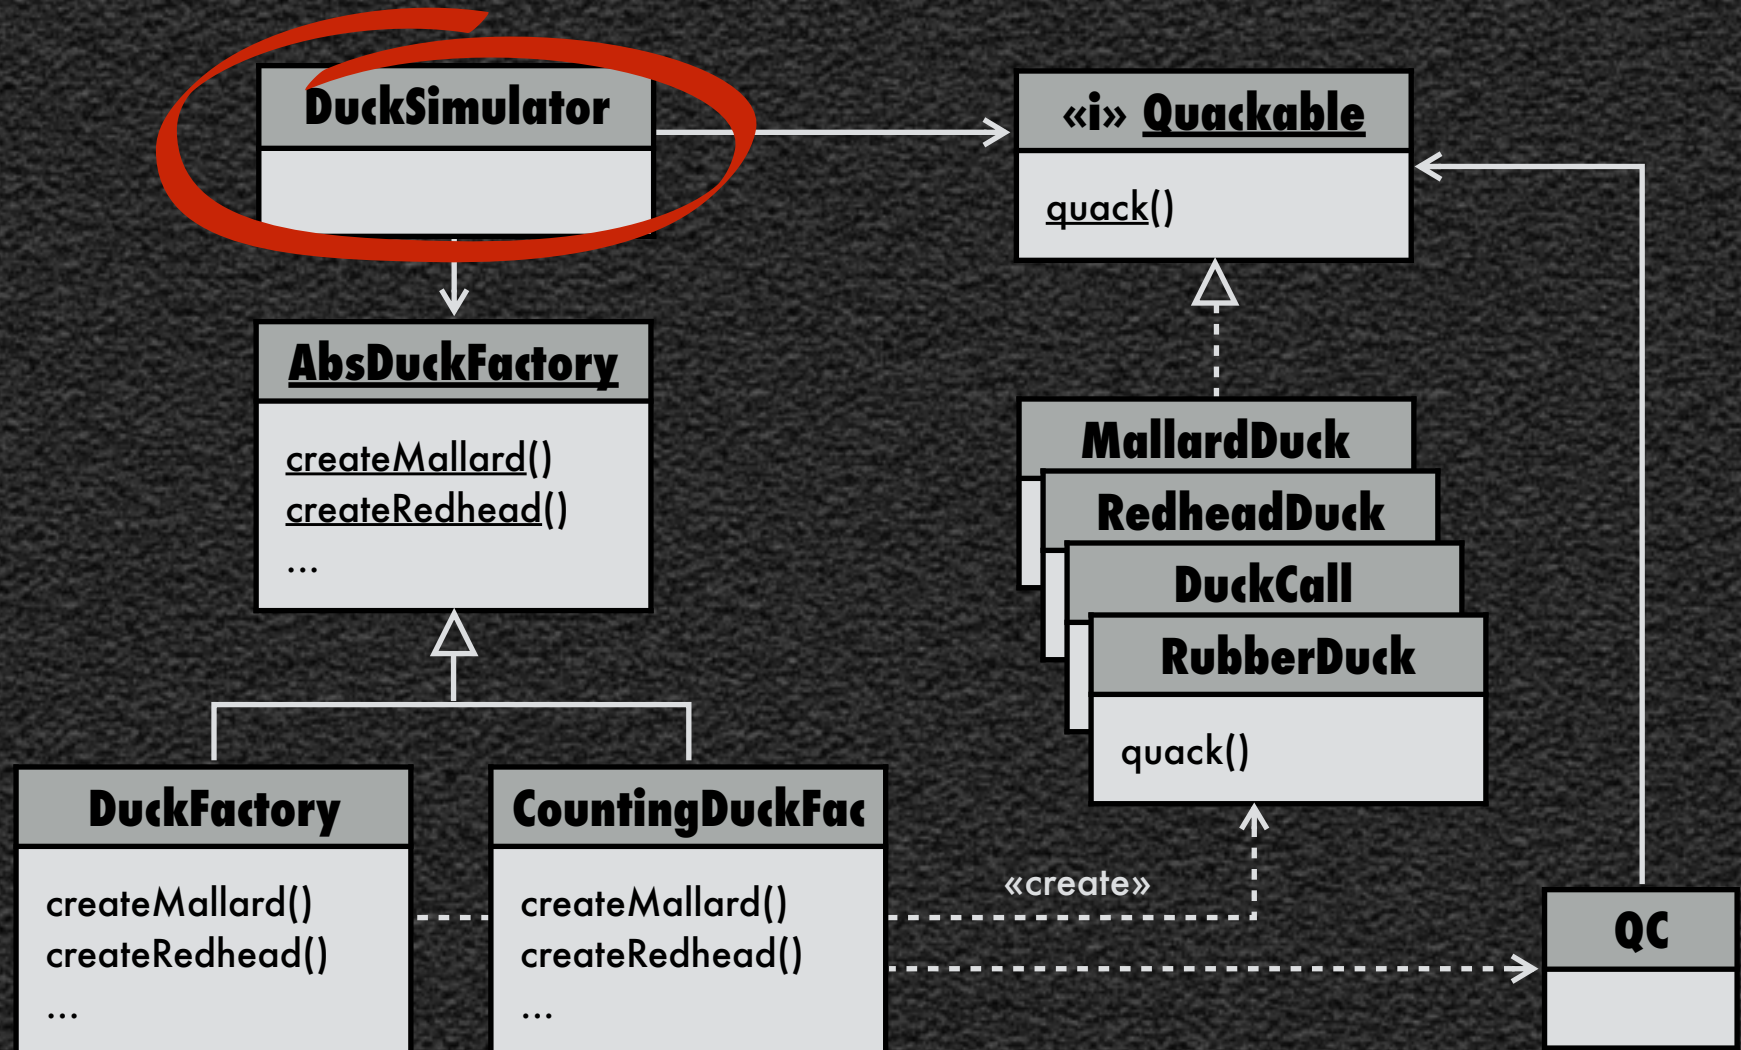 DuckSimulator
«i» Quackable
quack()
AbsDuckFactory
createMallard()
createRedhead()
...
MallardDuck
RedheadDuck
DuckCall
RubberDuck
quack()
DuckFactory
createMallard()
createRedhead()
...
CountingDuckFac
createMallard()
createRedhead()
...
«create»
QC